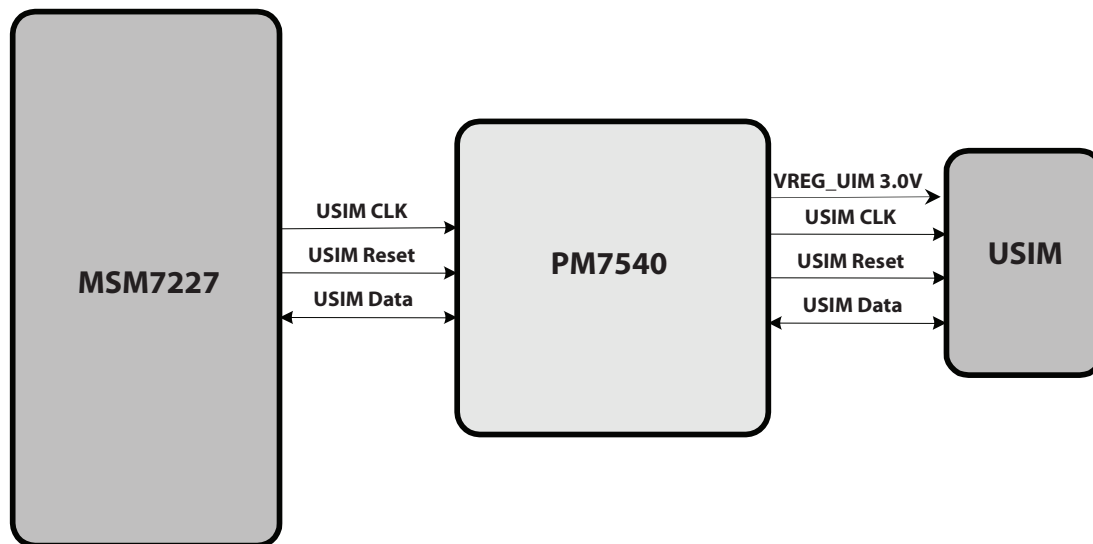 MSM7227
USIM CLK
USIM Reset
USIM Data
PM7540
VREG_UIM 3.0V
USIM CLK
USIM Reset
USIM Data
USIM